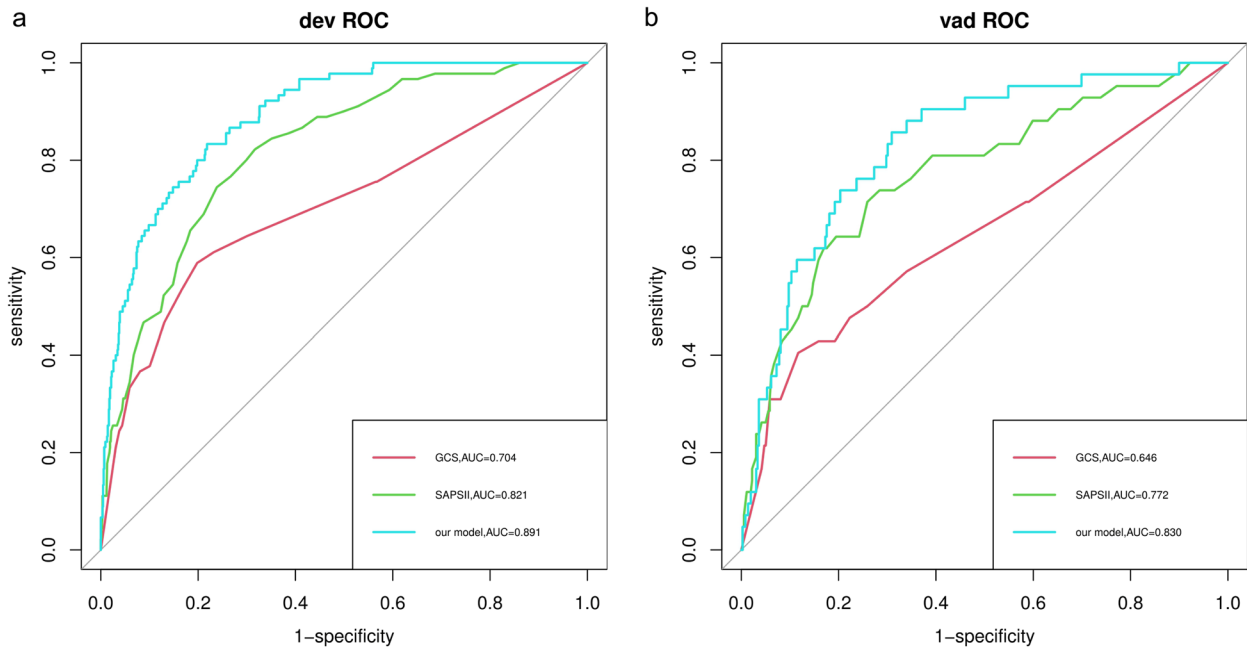 a
dev ROC
1.0
0.8
0.6
0.4
0.2
0.0
sensitivity
GCS,AUC=0.704
SAPSII,AUC=0.821
our model,AUC=0.891
0.0 0.2 0.4 0.6 0.8 1.0
1−specificity
b
vad ROC
1.0
0.8
0.6
0.4
0.2
0.0
sensitivity
GCS,AUC=0.646
SAPSII,AUC=0.772
our model,AUC=0.830
0.0 0.2 0.4 0.6 0.8 1.0
1−specificity